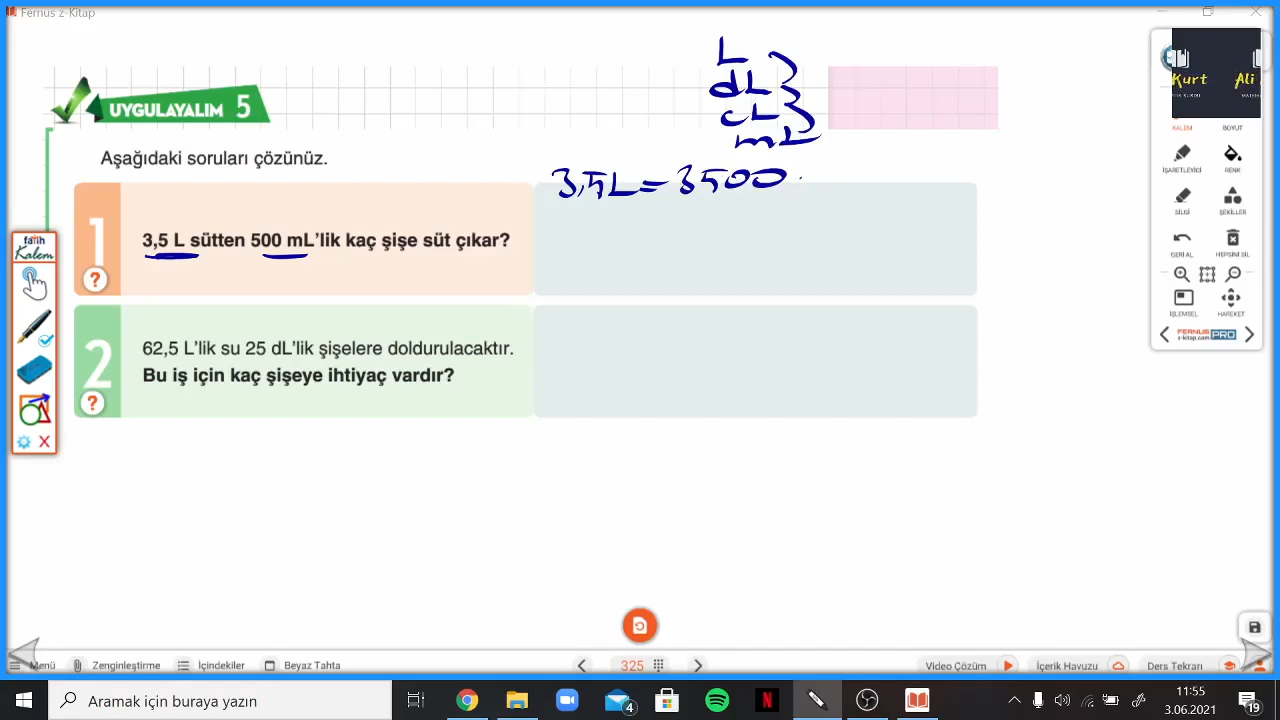 Fernus z-Kitap
L
dL
cL
mL
UYGULAYALIM 5
Aşağıdaki soruları çözünüz.
3,5L=3500
1
3,5 L sütten 500 mL'lik kaç şişe süt çıkar?
?
2
62,5 L'lik su 25 dL'lik şişelere doldurulacaktır.
Bu iş için kaç şişeye ihtiyaç vardır?
?
fatih
Kalem
Kurt Ali
KALEM BOYUT
İŞARETLEYİCİ RENK
SİLGİ ŞEKİLLER
GERİ AL HEPSİNİ SİL
İŞLEMSEL HAREKET
FERNUS PRO
z-kitap.com
Menü Zenginleştirme İçindekiler Beyaz Tahta 325 Video Çözüm İçerik Havuzu Ders Tekrarı
Aramak için buraya yazın 4 N 11:55
3.06.2021 19